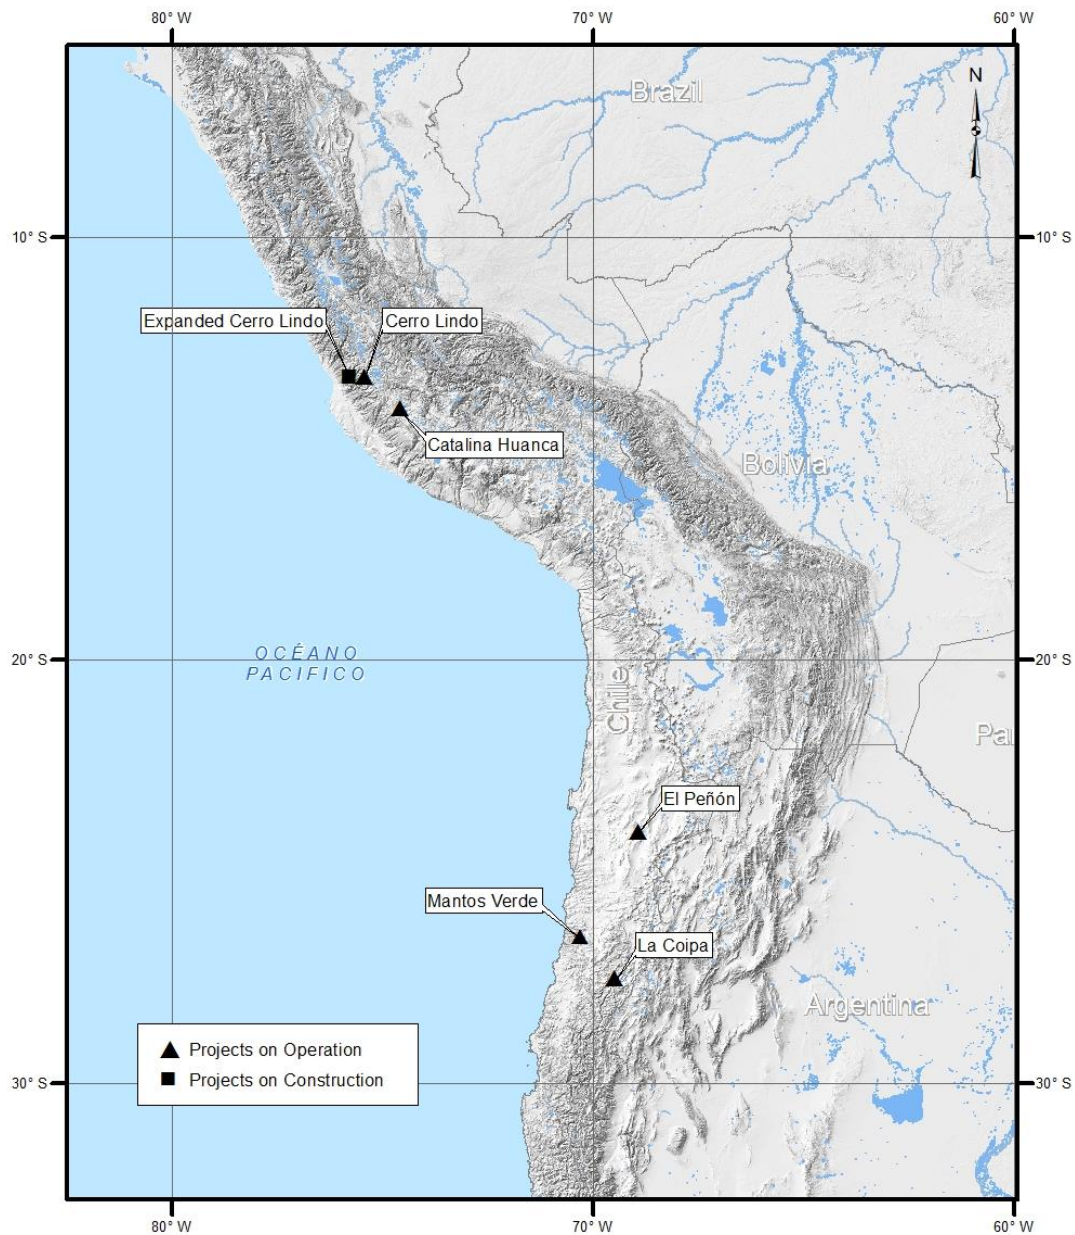 80° W 70° W 60° W
N
Brazil
10° S 10° S
Expanded Cerro Lindo Cerro Lindo
Catalina Huanca
Bolivia
OCÉANO
PACIFICO
20° S 20° S
Chile
Pa
El Peñón
Mantos Verde
La Coipa
Argentina
Projects on Operation
Projects on Construction
30° S 30° S
80° W 70° W 60° W